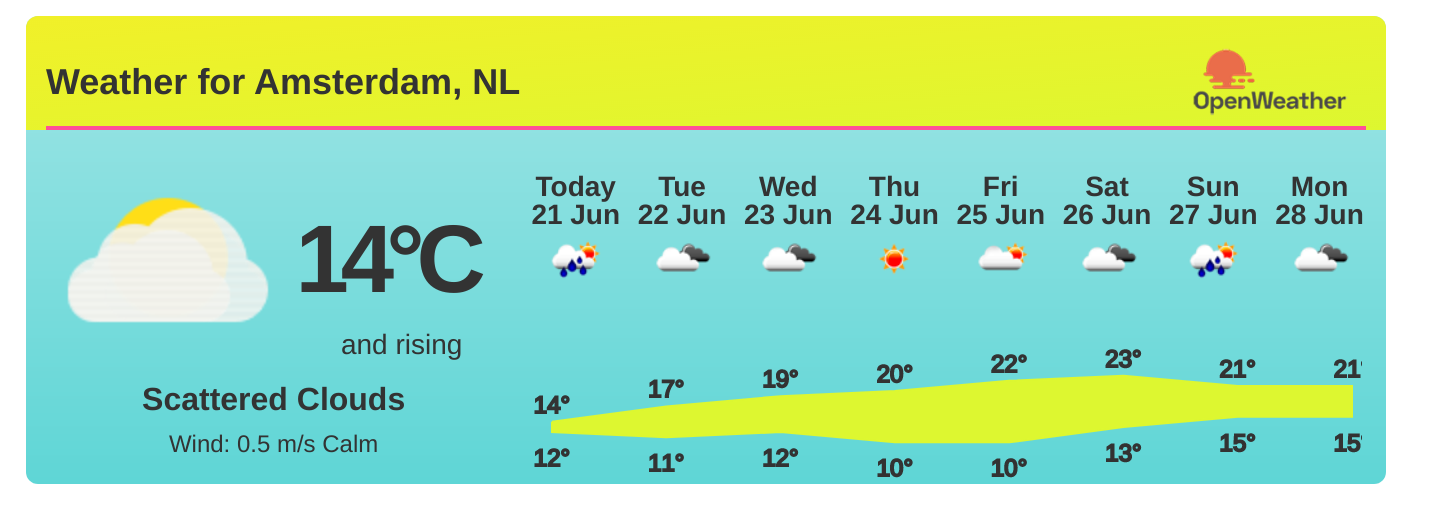 Weather for Amsterdam, NL
OpenWeather
14°C
and rising
Scattered Clouds
Wind: 0.5 m/s Calm
Today Tue Wed Thu Fri Sat Sun Mon
21 Jun 22 Jun 23 Jun 24 Jun 25 Jun 26 Jun 27 Jun 28 Jun
14° 17° 19° 20° 22° 23° 21° 21°
12° 11° 12° 10° 10° 13° 15° 15°